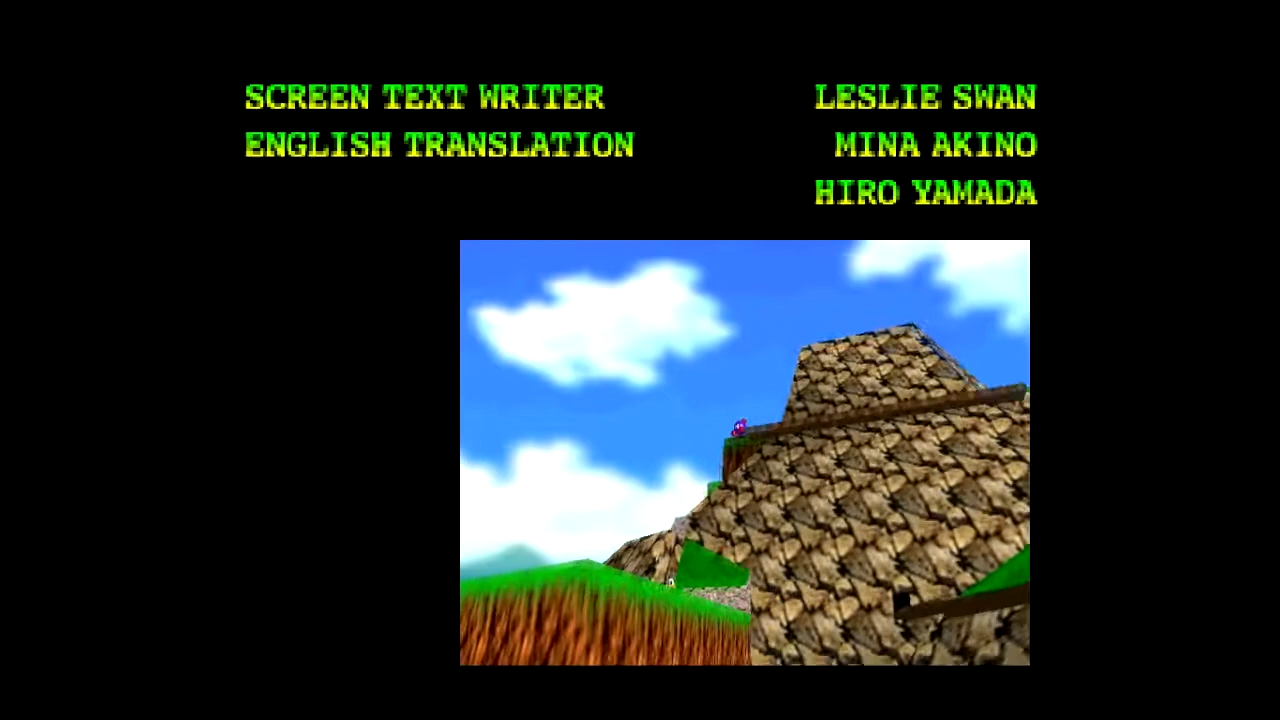 SCREEN TEXT WRITER LESLIE SWAN
ENGLISH TRANSLATION MINA AKINO
HIRO YAMADA